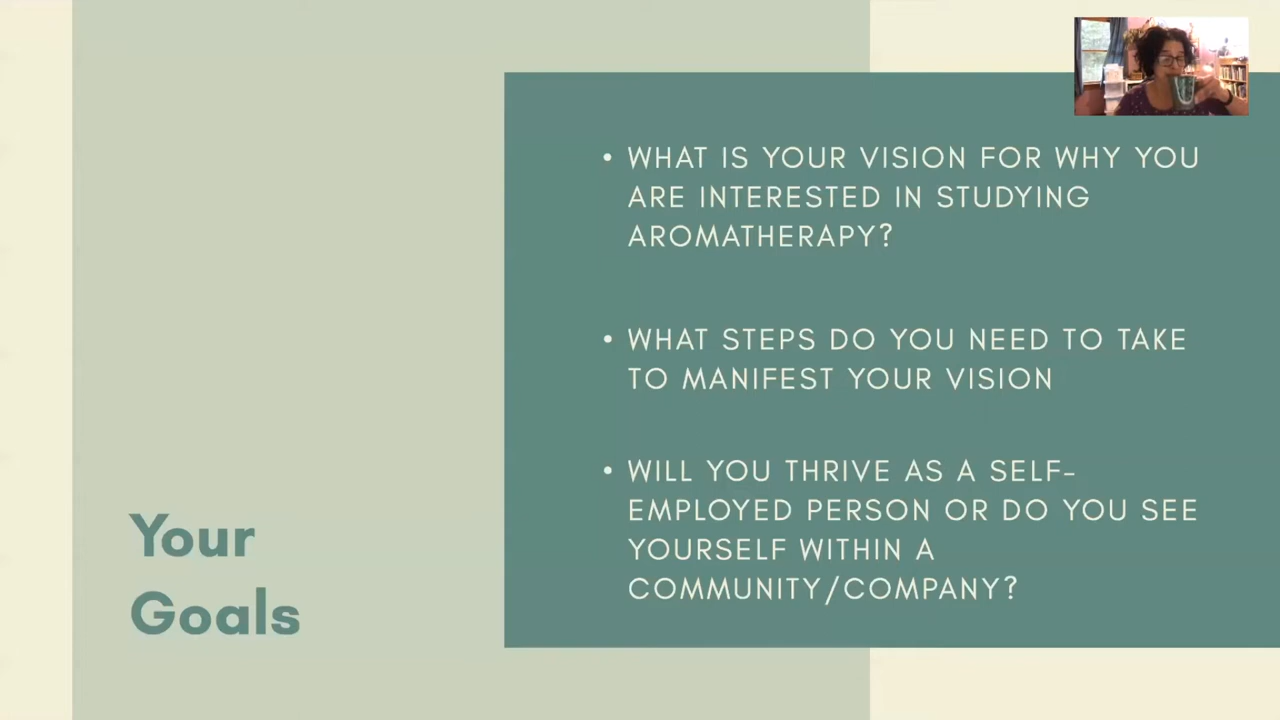 • WHAT IS YOUR VISION FOR WHY YOU
ARE INTERESTED IN STUDYING
AROMATHERAPY?
• WHAT STEPS DO YOU NEED TO TAKE
TO MANIFEST YOUR VISION
• WILL YOU THRIVE AS A SELF-
EMPLOYED PERSON OR DO YOU SEE
YOURSELF WITHIN A
COMMUNITY/COMPANY?
Your
Goals